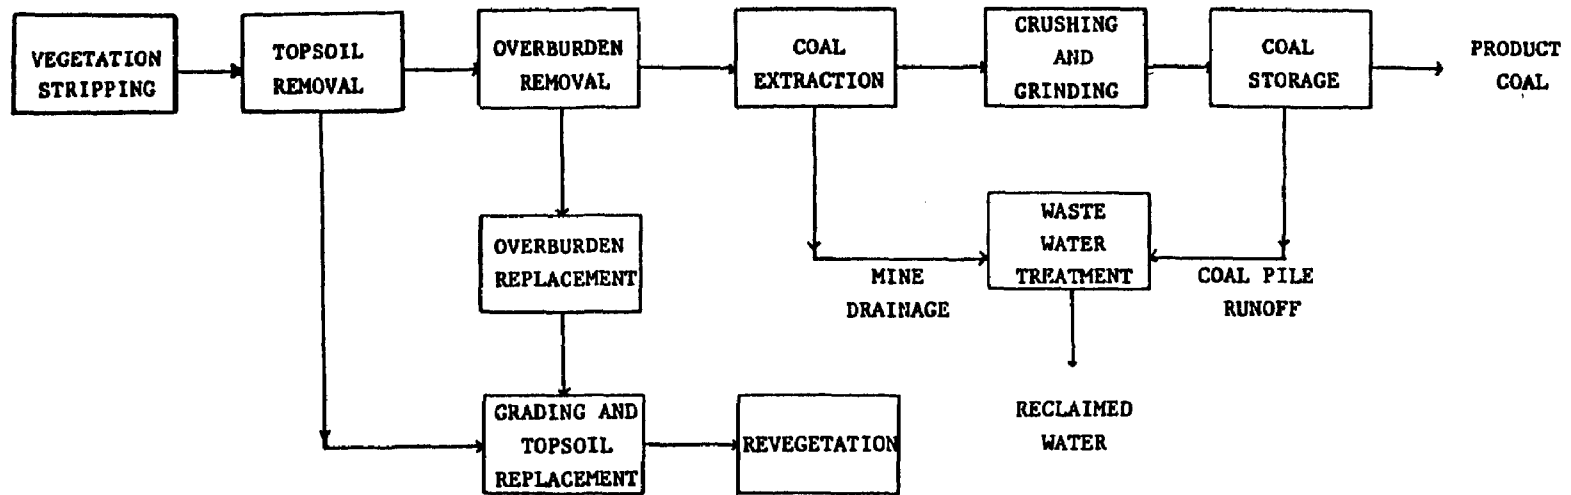 VEGETATION
STRIPPING
TOPSOIL
REMOVAL
OVERBURDEN
REMOVAL
COAL
EXTRACTION
CRUSHING
AND
GRINDING
COAL
STORAGE
PRODUCT
COAL
OVERBURDEN
REPLACEMENT
MINE
DRAINAGE
WASTE
WATER
TREATMENT
COAL PILE
RUNOFF
GRADING AND
TOPSOIL
REPLACEMENT
REVEGETATION
RECLAIMED
WATER